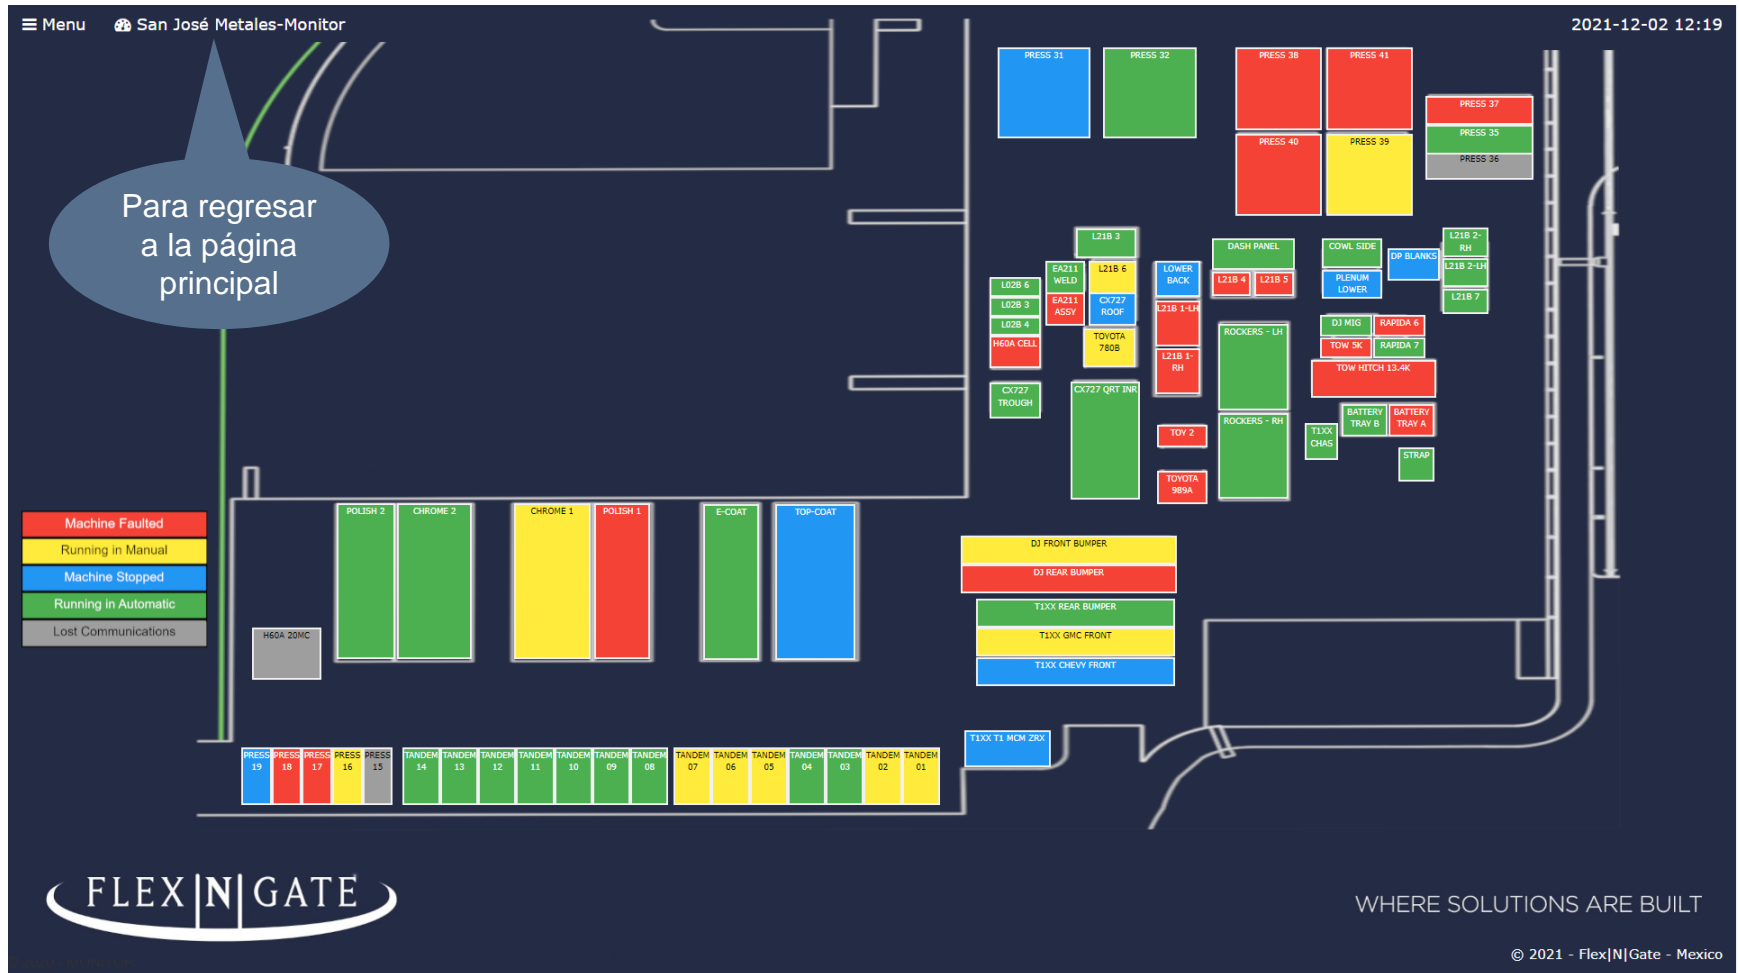 Menu
San José Metales-Monitor
2021-12-02 12:19
Para regresar
a la página
principal
PRESS 31
PRESS 32
PRESS 38
PRESS 41
PRESS 37
PRESS 35
PRESS 36
PRESS 40
PRESS 39
L21B 3
EA211
WELD
L21B 6
LOWER
BACK
DASH PANEL
L21B 4
L21B 5
COWL SIDE
PLENUM
LOWER
DP BLANKS
L21B 2-
RH
L21B 2-LH
L21B 7
L02B 6
L02B 3
L02B 4
H60A CELL
EA211
ASSY
CX727
ROOF
TOYOTA
780B
L21B 1-LH
L21B 1-
RH
ROCKERS - LH
DJ MIG
RAPIDA 6
TOW 5K
RAPIDA 7
TOW HITCH 13.4K
CX727
TROUGH
CX727 QRT INR
TOY 2
TOYOTA
989A
ROCKERS - RH
T1XX
CHAS
BATTERY
TRAY B
BATTERY
TRAY A
STRAP
Machine Faulted
Running in Manual
Machine Stopped
Running in Automatic
Lost Communications
POLISH 2
CHROME 2
CHROME 1
POLISH 1
E-COAT
TOP-COAT
H60A 20MC
DJ FRONT BUMPER
DJ REAR BUMPER
T1XX REAR BUMPER
T1XX GMC FRONT
T1XX CHEVY FRONT
T1XX T1 MCM ZRX
PRESS
19
PRESS
18
PRESS
17
PRESS
16
PRESS
15
TANDEM
14
TANDEM
13
TANDEM
12
TANDEM
11
TANDEM
10
TANDEM
09
TANDEM
08
TANDEM
07
TANDEM
06
TANDEM
05
TANDEM
04
TANDEM
03
TANDEM
02
TANDEM
01
FLEX|N|GATE
WHERE SOLUTIONS ARE BUILT
© 2021 - Flex|N|Gate - Mexico